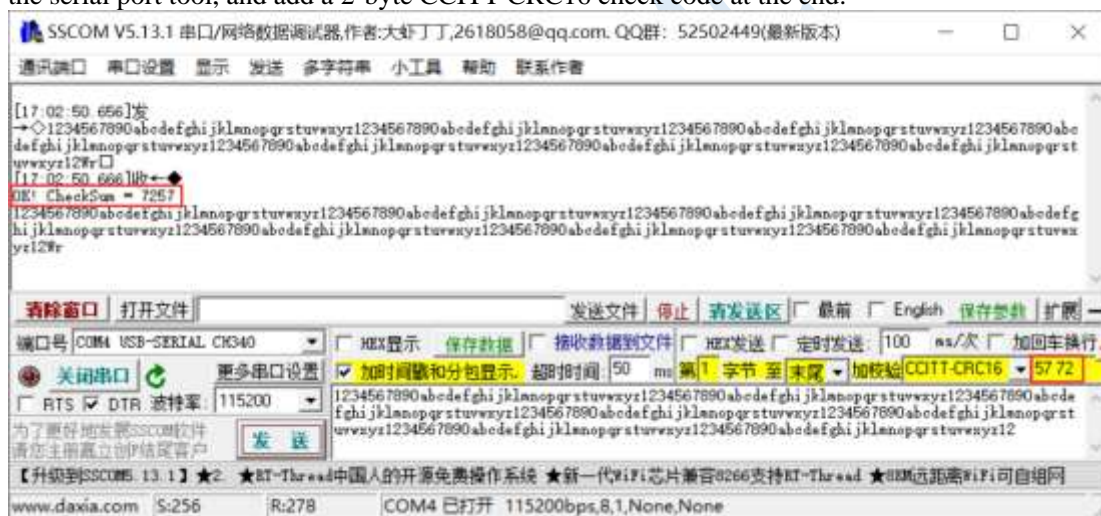 the serial port tool, and add a 2-byte CCITT CRC16 check code at the end.
SSCOM V5.13.1 串口/网络数据调试器,作者:大虾丁丁,2618058@qq.com. QQ群: 52502449(最新版本)
通讯端口 串口设置 显示 发送 多字符串 小工具 帮助 联系作者
[17:02:50.656]发
→◇1234567890abcdefghijklmnopqrstuvwxyz1234567890abcdefghijklmnopqrstuvwxyz1234567890abcdefghijklmnopqrstuvwxyz1234567890abc
defghijklmnopqrstuvwxyz1234567890abcdefghijklmnopqrstuvwxyz1234567890abcdefghijklmnopqrstuvwxyz1234567890abcdefghijklmnopqrst
uvwxyz12Wr□
[17:02:50.666]收←◆
OK! CheckSum = 7257
1234567890abcdefghijklmnopqrstuvwxyz1234567890abcdefghijklmnopqrstuvwxyz1234567890abcdefghijklmnopqrstuvwxyz1234567890abcdefg
hijklmnopqrstuvwxyz1234567890abcdefghijklmnopqrstuvwxyz1234567890abcdefghijklmnopqrstuvwxyz1234567890abcdefghijklmnopqrstuvwx
yz12Wr
清除窗口 打开文件 发送文件 停止 清发送区 最前 English 保存参数 扩展 —
端口号 COM4 USB-SERIAL CH340 HEX显示 保存数据 接收数据到文件 HEX发送 定时发送: 100 ms/次 加回车换行
关闭串口 更多串口设置 加时间戳和分包显示. 超时时间: 50 ms 第 1 字节 至 末尾 加校验 CCITT-CRC16 57 72
RTS DTR 波特率: 115200
1234567890abcdefghijklmnopqrstuvwxyz1234567890abcdefghijklmnopqrstuvwxyz1234567890abcde
fghijklmnopqrstuvwxyz1234567890abcdefghijklmnopqrstuvwxyz1234567890abcdefghijklmnopqrst
uvwxyz1234567890abcdefghijklmnopqrstuvwxyz1234567890abcdefghijklmnopqrstuvwxyz12
为了更好地发展SSCOM软件
请您注册嘉立创F结尾客户
发 送
【升级到SSCOM5.13.1】★2. ★RT-Thread中国人的开源免费操作系统 ★新一代WiFi芯片兼容8266支持RT-Thread ★8KM远距离WiFi可自组网
www.daxia.com S:256 R:278 COM4 已打开 115200bps,8,1,None,None